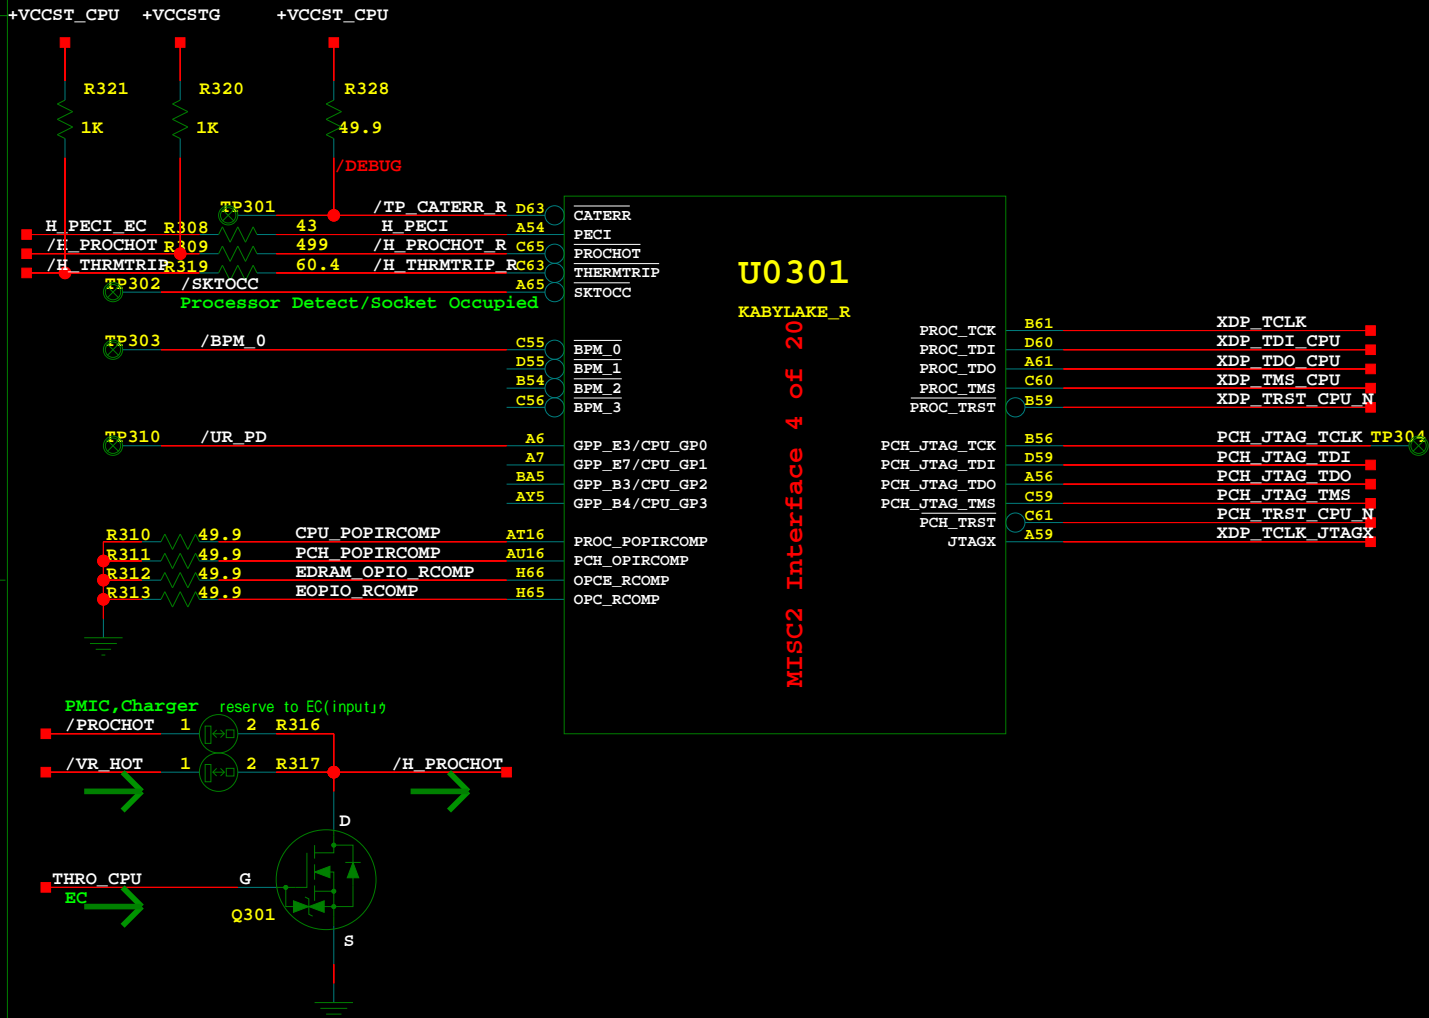 +VCCST_CPU +VCCSTG +VCCST_CPU
R321 R320 R328
1K 1K 49.9
/DEBUG
TP301 /TP_CATERR_R D63 CATERR
H_PECI_EC R308 43 H_PECI A54 PECI
/H_PROCHOT R309 499 /H_PROCHOT_R C65 PROCHOT
/H_THRMTRIP R319 60.4 /H_THRMTRIP_R C63 THERMTRIP
TP302 /SKTOCC A65 SKTOCC
Processor Detect/Socket Occupied
U0301
KABYLAKE_R
MISC2 Interface 4 of 20
TP303 /BPM_0 C55 BPM_0
D55 BPM_1
B54 BPM_2
C56 BPM_3
TP310 /UR_PD A6 GPP_E3/CPU_GP0
A7 GPP_E7/CPU_GP1
BA5 GPP_B3/CPU_GP2
AY5 GPP_B4/CPU_GP3
R310 49.9 CPU_POPIRCOMP AT16 PROC_POPIRCOMP
R311 49.9 PCH_POPIRCOMP AU16 PCH_OPIRCOMP
R312 49.9 EDRAM_OPIO_RCOMP H66 OPCE_RCOMP
R313 49.9 EOPIO_RCOMP H65 OPC_RCOMP
PROC_TCK B61 XDP_TCLK
PROC_TDI D60 XDP_TDI_CPU
PROC_TDO A61 XDP_TDO_CPU
PROC_TMS C60 XDP_TMS_CPU
PROC_TRST B59 XDP_TRST_CPU_N
PCH_JTAG_TCK B56 PCH_JTAG_TCLK TP304
PCH_JTAG_TDI D59 PCH_JTAG_TDI
PCH_JTAG_TDO A56 PCH_JTAG_TDO
PCH_JTAG_TMS C59 PCH_JTAG_TMS
PCH_TRST C61 PCH_TRST_CPU_N
JTAGX A59 XDP_TCLK_JTAGX
PMIC,Charger reserve to EC(input)
/PROCHOT 1 2 R316
/VR_HOT 1 2 R317 /H_PROCHOT
D
THRO_CPU G
EC
Q301
S